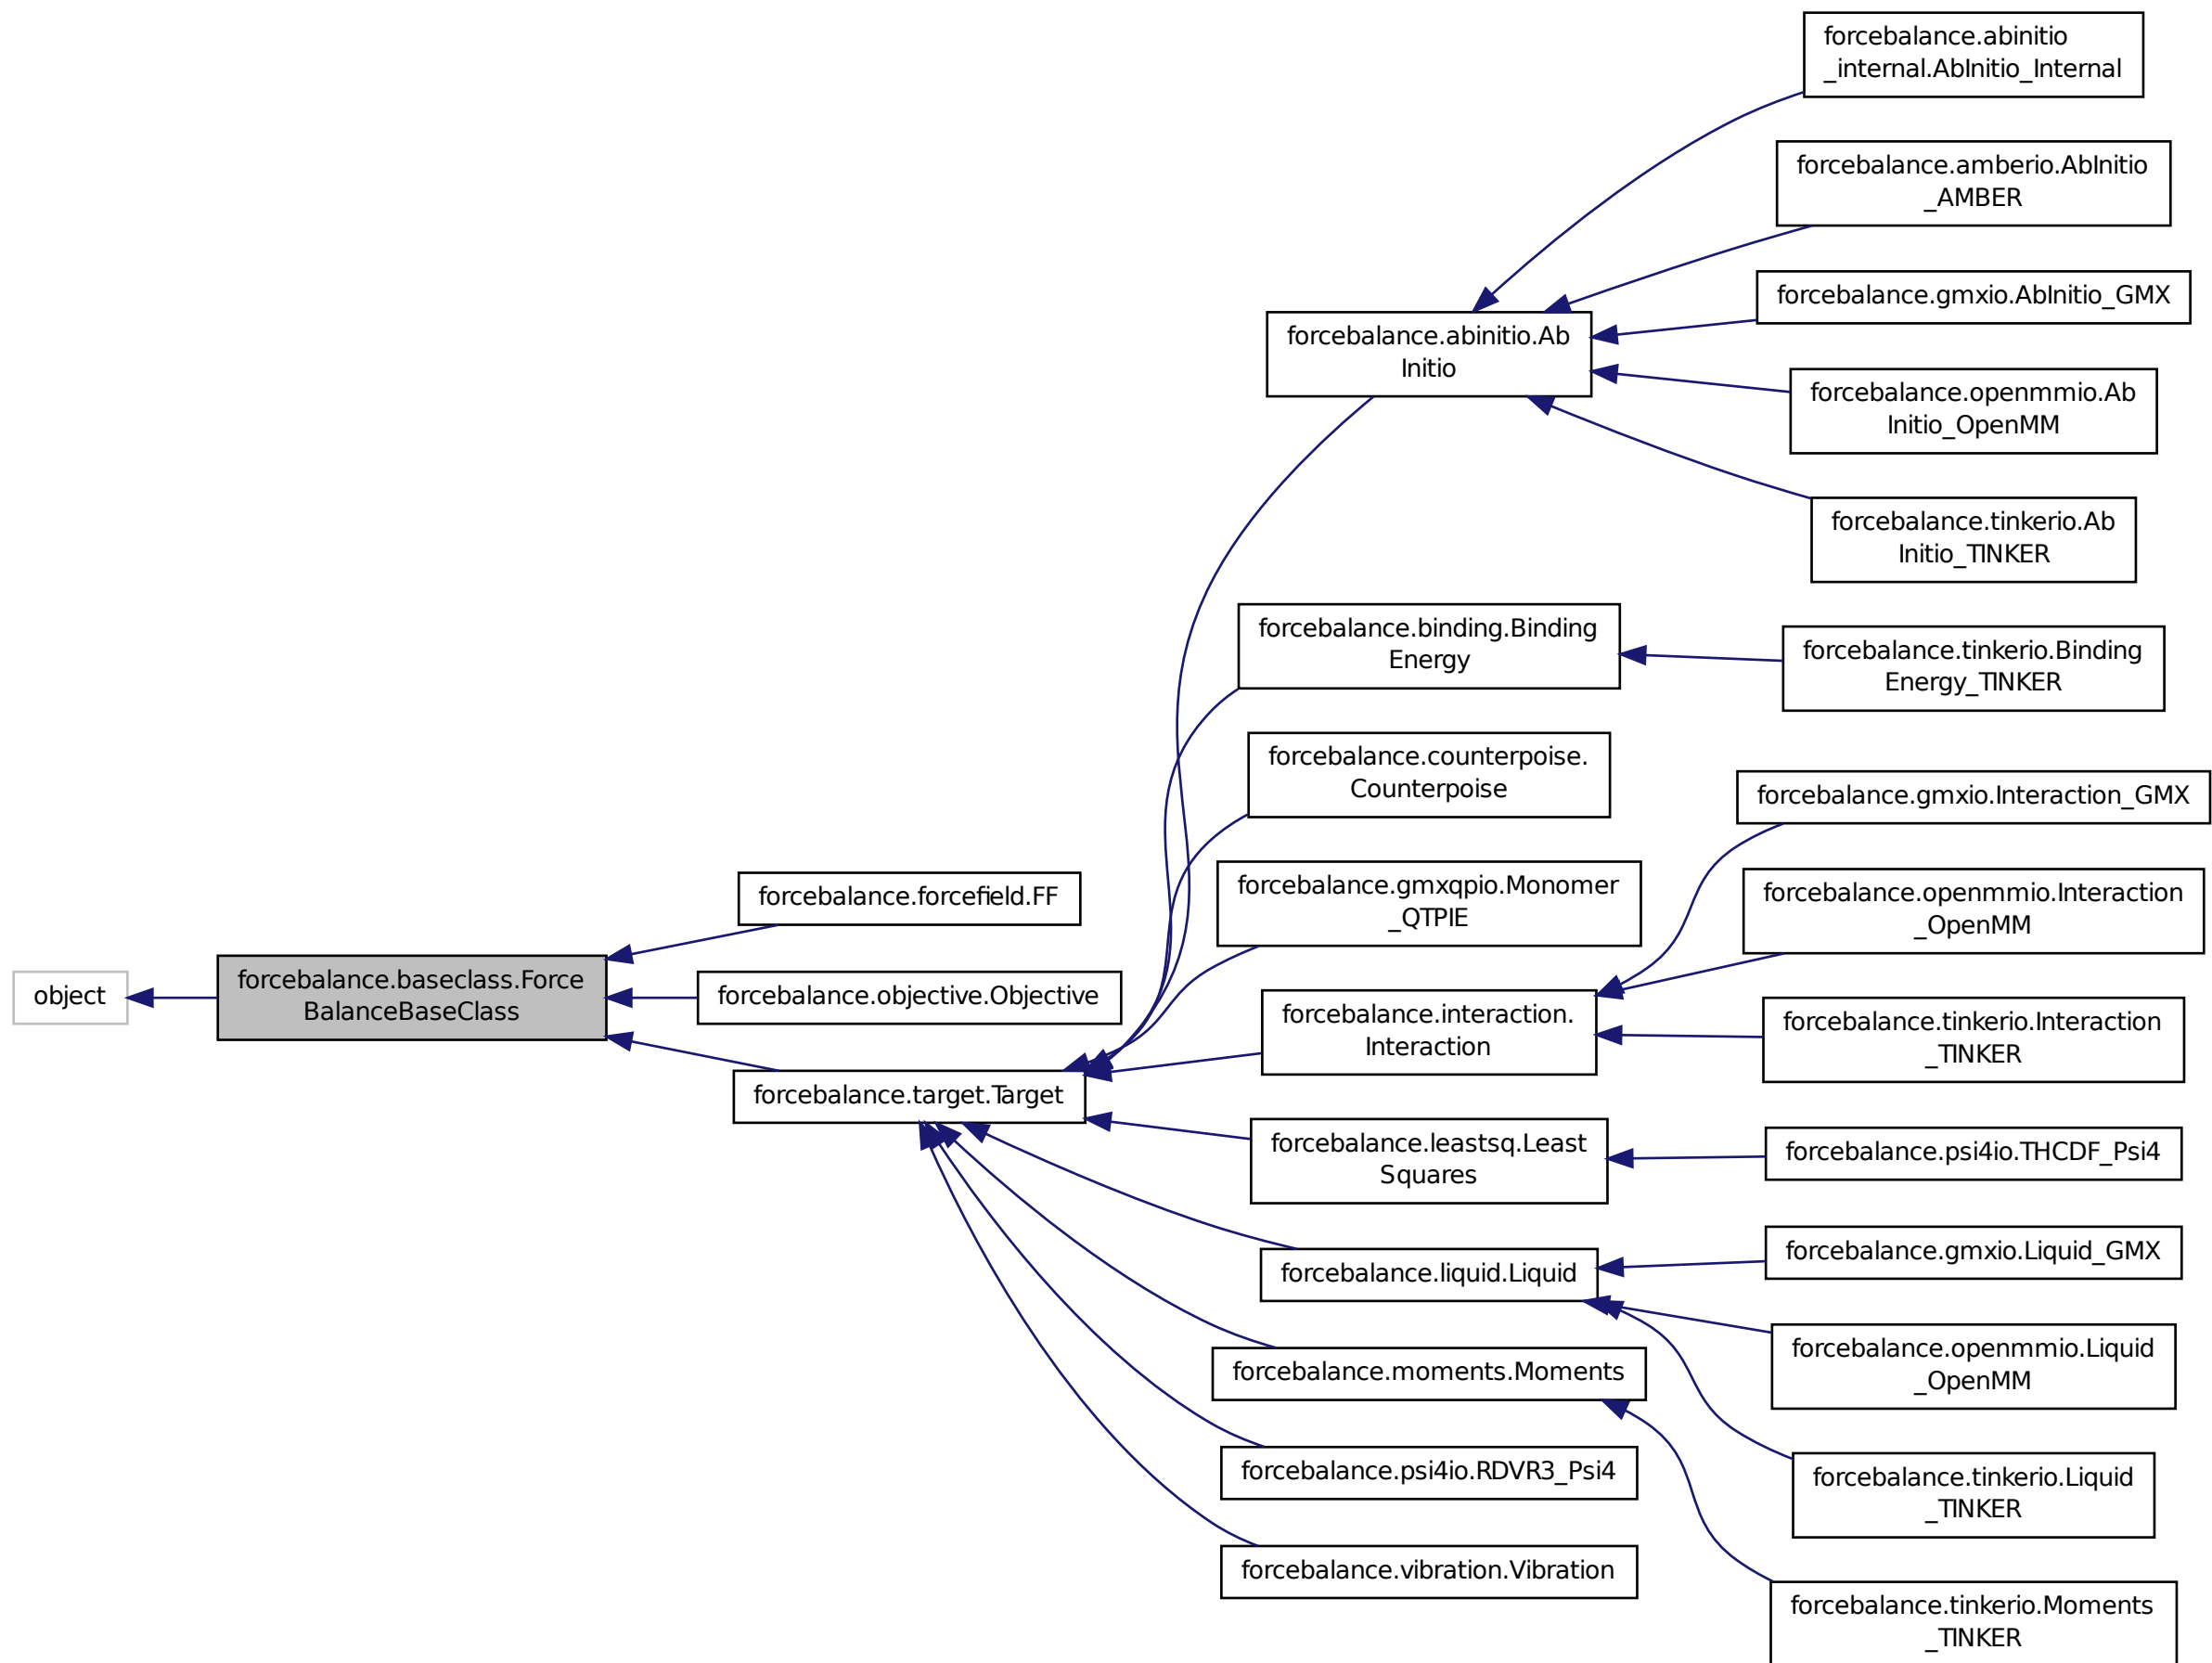 object
forcebalance.baseclass.Force
BalanceBaseClass
forcebalance.forcefield.FF
forcebalance.objective.Objective
forcebalance.target.Target
forcebalance.abinitio.Ab
Initio
forcebalance.binding.Binding
Energy
forcebalance.counterpoise.
Counterpoise
forcebalance.gmxqpio.Monomer
_QTPIE
forcebalance.interaction.
Interaction
forcebalance.leastsq.Least
Squares
forcebalance.liquid.Liquid
forcebalance.moments.Moments
forcebalance.psi4io.RDVR3_Psi4
forcebalance.vibration.Vibration
forcebalance.abinitio
_internal.AbInitio_Internal
forcebalance.amberio.AbInitio
_AMBER
forcebalance.gmxio.AbInitio_GMX
forcebalance.openmmio.Ab
Initio_OpenMM
forcebalance.tinkerio.Ab
Initio_TINKER
forcebalance.tinkerio.Binding
Energy_TINKER
forcebalance.gmxio.Interaction_GMX
forcebalance.openmmio.Interaction
_OpenMM
forcebalance.tinkerio.Interaction
_TINKER
forcebalance.psi4io.THCDF_Psi4
forcebalance.gmxio.Liquid_GMX
forcebalance.openmmio.Liquid
_OpenMM
forcebalance.tinkerio.Liquid
_TINKER
forcebalance.tinkerio.Moments
_TINKER